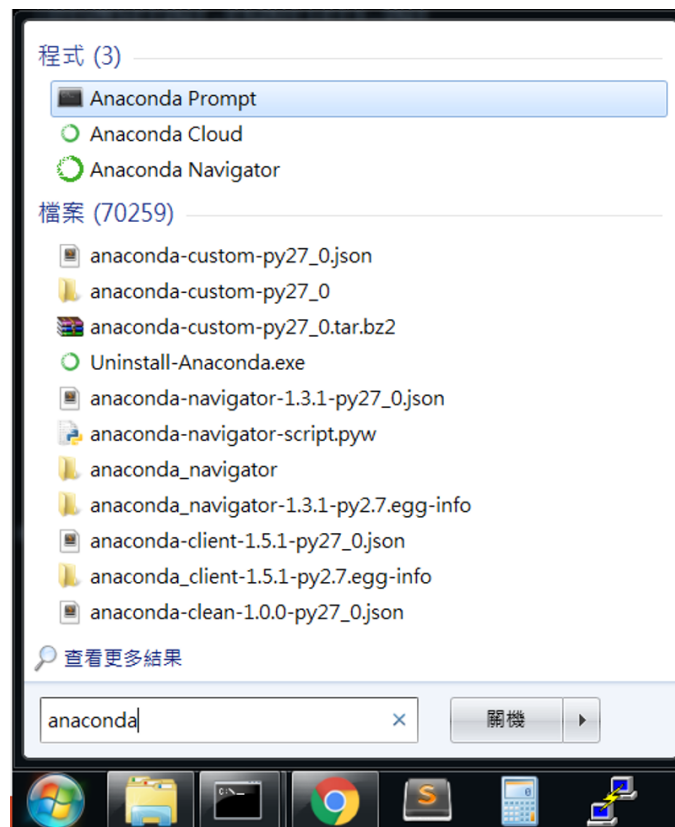 程式 (3)
Anaconda Prompt
Anaconda Cloud
Anaconda Navigator
檔案 (70259)
anaconda-custom-py27_0.json
anaconda-custom-py27_0
anaconda-custom-py27_0.tar.bz2
Uninstall-Anaconda.exe
anaconda-navigator-1.3.1-py27_0.json
anaconda-navigator-script.pyw
anaconda_navigator
anaconda_navigator-1.3.1-py2.7.egg-info
anaconda-client-1.5.1-py27_0.json
anaconda_client-1.5.1-py2.7.egg-info
anaconda-clean-1.0.0-py27_0.json
查看更多結果
anaconda
關機